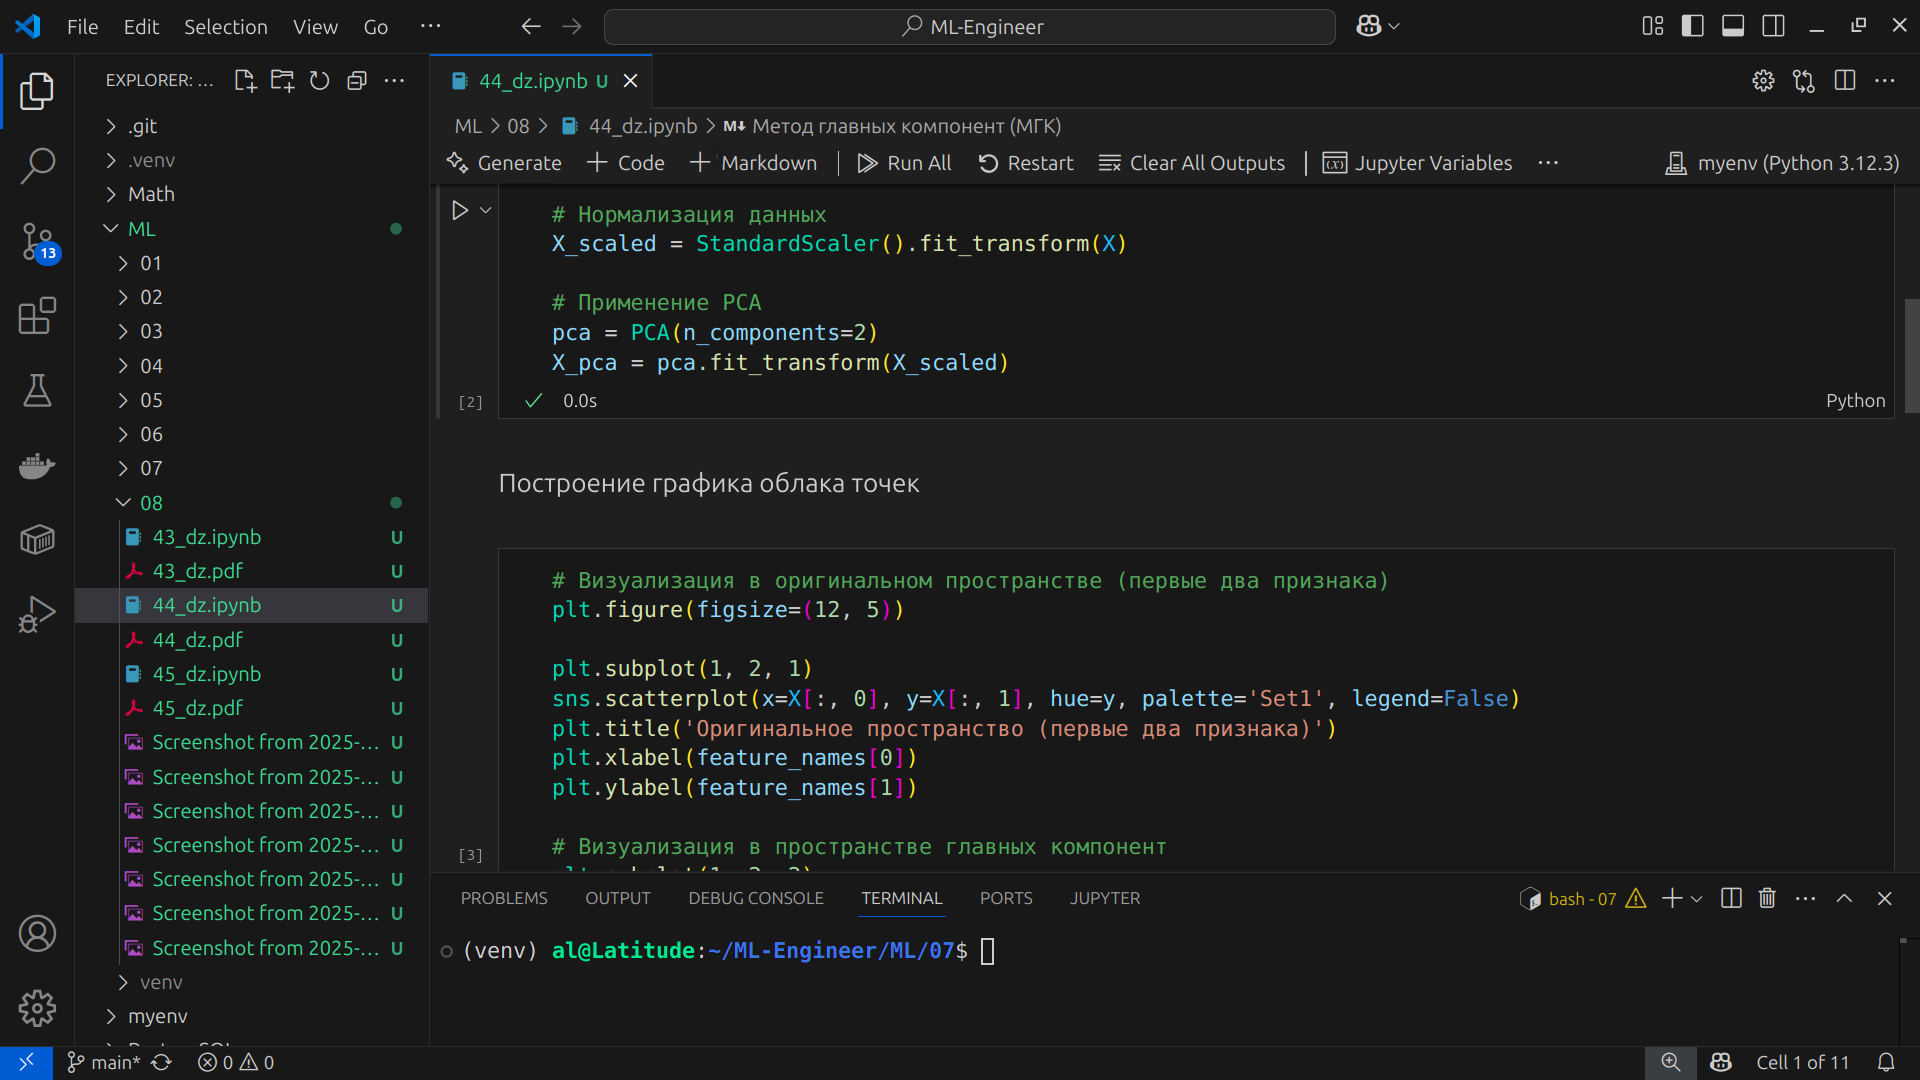 File Edit Selection View Go ···
ML-Engineer
EXPLORER: ...
.git
.venv
Math
ML
01
02
03
04
05
06
07
08
43_dz.ipynb U
43_dz.pdf U
44_dz.ipynb U
44_dz.pdf U
45_dz.ipynb U
45_dz.pdf U
Screenshot from 2025-... U
Screenshot from 2025-... U
Screenshot from 2025-... U
Screenshot from 2025-... U
Screenshot from 2025-... U
Screenshot from 2025-... U
Screenshot from 2025-... U
venv
myenv
13
44_dz.ipynb U
ML > 08 > 44_dz.ipynb > M↓ Метод главных компонент (МГК)
Generate + Code + Markdown | Run All Restart Clear All Outputs | Jupyter Variables ··· myenv (Python 3.12.3)
# Нормализация данных
X_scaled = StandardScaler().fit_transform(X)
# Применение PCA
pca = PCA(n_components=2)
X_pca = pca.fit_transform(X_scaled)
[2] 0.0s Python
Построение графика облака точек
# Визуализация в оригинальном пространстве (первые два признака)
plt.figure(figsize=(12, 5))
plt.subplot(1, 2, 1)
sns.scatterplot(x=X[:, 0], y=X[:, 1], hue=y, palette='Set1', legend=False)
plt.title('Оригинальное пространство (первые два признака)')
plt.xlabel(feature_names[0])
plt.ylabel(feature_names[1])
# Визуализация в пространстве главных компонент
[3]
PROBLEMS OUTPUT DEBUG CONSOLE TERMINAL PORTS JUPYTER
bash - 07
(venv) al@Latitude:~/ML-Engineer/ML/07$
main* 0 0
Cell 1 of 11